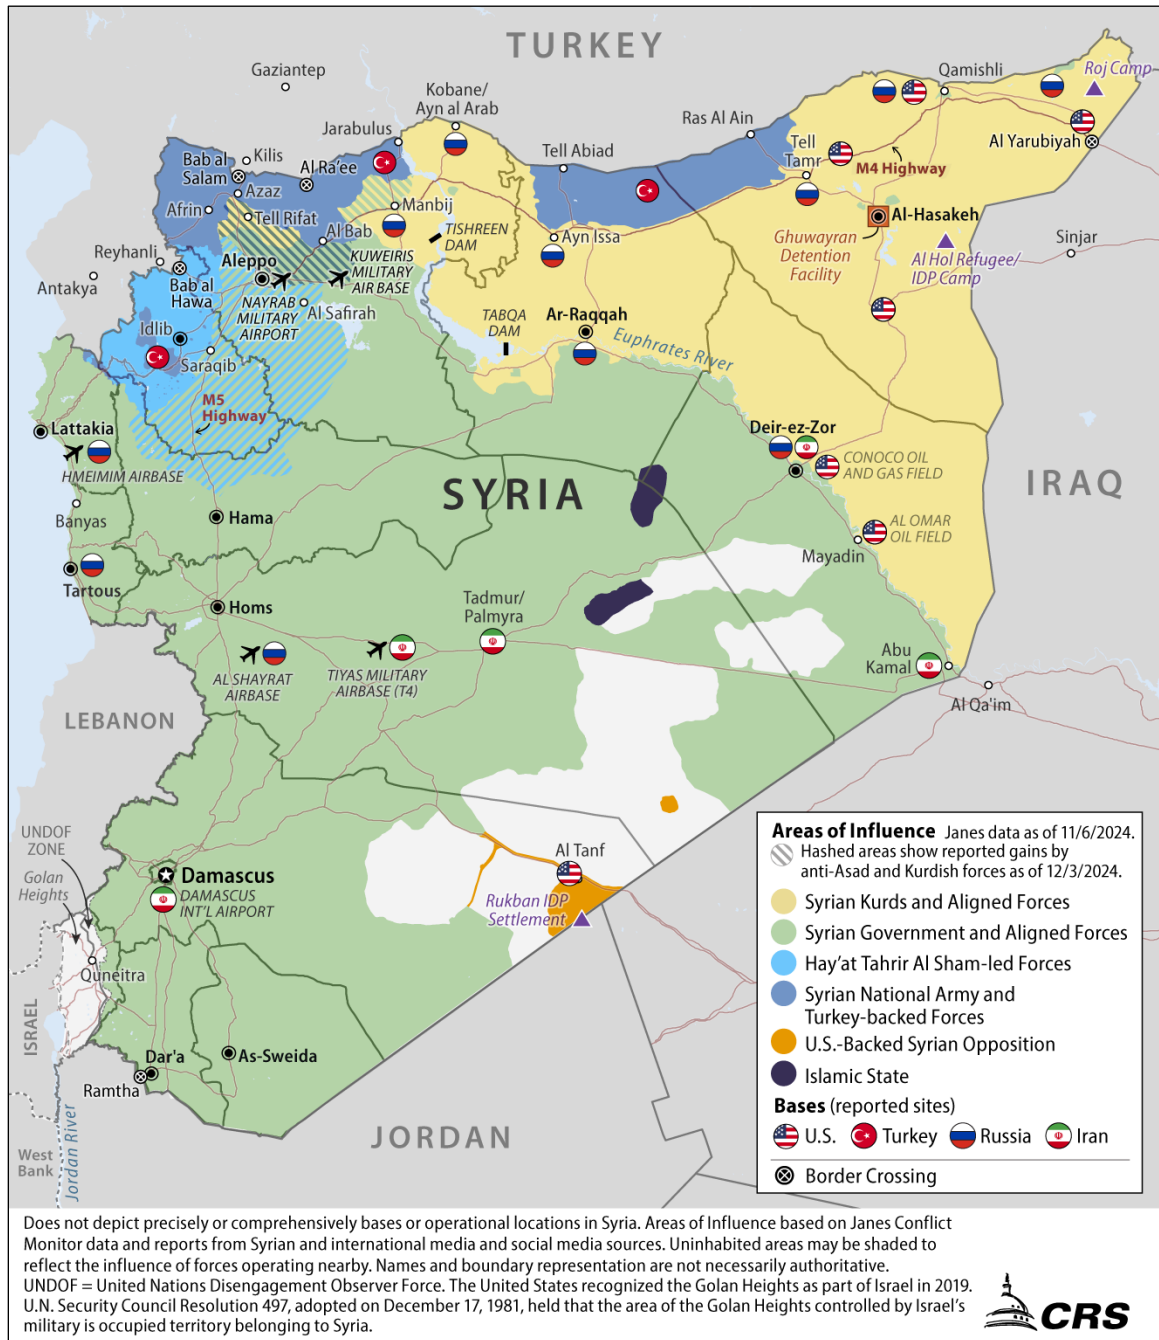 TURKEY
Gaziantep
Kobane/
Ayn al Arab
Jarabulus
Qamishli
Roj Camp
Ras Al Ain
Tell Abiad
Tell
Tamr
Al Yarubiyah
M4 Highway
Bab al
Salam
Kilis
Al Ra'ee
Azaz
Afrin
Tell Rifat
Manbij
Al Bab
TISHREEN
DAM
Ayn Issa
Al-Hasakeh
Ghuwayran
Detention
Facility
Al Hol Refugee/
IDP Camp
Sinjar
Reyhanli
Antakya
Bab al
Hawa
Aleppo
KUWEIRIS
MILITARY
AIR BASE
NAYRAB
MILITARY
AIRPORT
Al Safirah
TABQA
DAM
Ar-Raqqah
Euphrates River
Idlib
Saraqib
M5
Highway
Lattakia
HMEIMIM AIRBASE
Banyas
Tartous
Hama
SYRIA
Deir-ez-Zor
CONOCO OIL
AND GAS FIELD
IRAQ
AL OMAR
OIL FIELD
Mayadin
Homs
Tadmur/
Palmyra
AL SHAYRAT
AIRBASE
TIYAS MILITARY
AIRBASE (T4)
Abu
Kamal
Al Qa'im
LEBANON
UNDOF
ZONE
Golan
Heights
Damascus
DAMASCUS
INT'L AIRPORT
Al Tanf
Rukban IDP
Settlement
Quneitra
ISRAEL
Dar'a
As-Sweida
Ramtha
Jordan River
West
Bank
JORDAN
Areas of Influence Janes data as of 11/6/2024.
Hashed areas show reported gains by
anti-Asad and Kurdish forces as of 12/3/2024.
Syrian Kurds and Aligned Forces
Syrian Government and Aligned Forces
Hay'at Tahrir Al Sham-led Forces
Syrian National Army and
Turkey-backed Forces
U.S.-Backed Syrian Opposition
Islamic State
Bases (reported sites)
U.S. Turkey Russia Iran
Border Crossing
Does not depict precisely or comprehensively bases or operational locations in Syria. Areas of Influence based on Janes Conflict
Monitor data and reports from Syrian and international media and social media sources. Uninhabited areas may be shaded to
reflect the influence of forces operating nearby. Names and boundary representation are not necessarily authoritative.
UNDOF = United Nations Disengagement Observer Force. The United States recognized the Golan Heights as part of Israel in 2019.
U.N. Security Council Resolution 497, adopted on December 17, 1981, held that the area of the Golan Heights controlled by Israel's
military is occupied territory belonging to Syria.
CRS